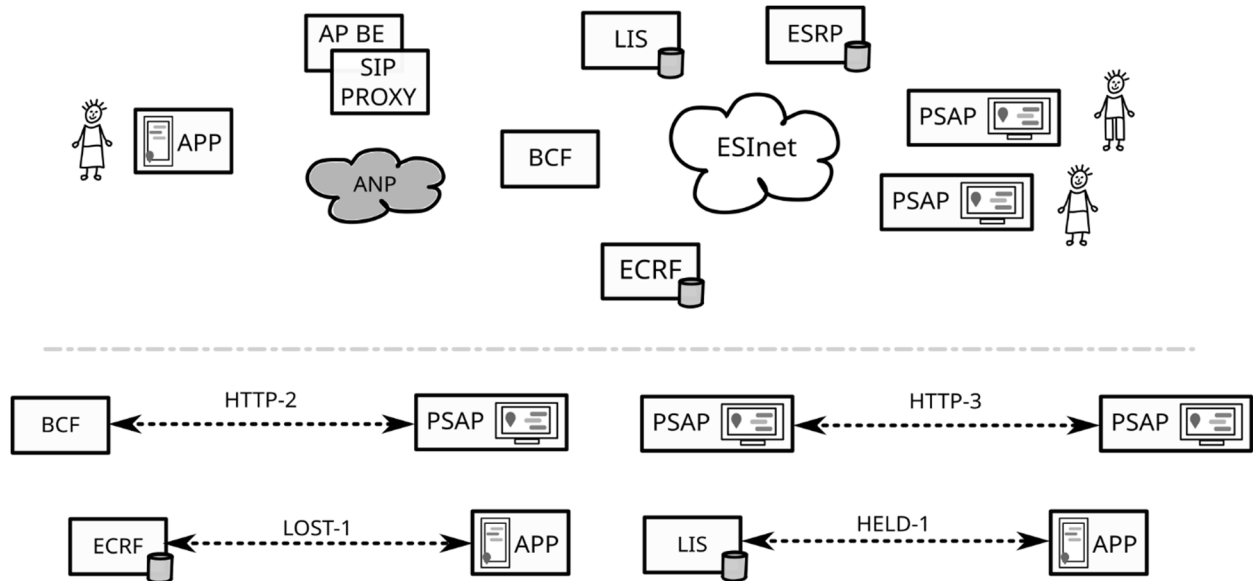 AP BE
SIP
PROXY
LIS
ESRP
APP
ANP
BCF
ESInet
PSAP
PSAP
ECRF
BCF
HTTP-2
PSAP
PSAP
HTTP-3
PSAP
ECRF
LOST-1
APP
LIS
HELD-1
APP